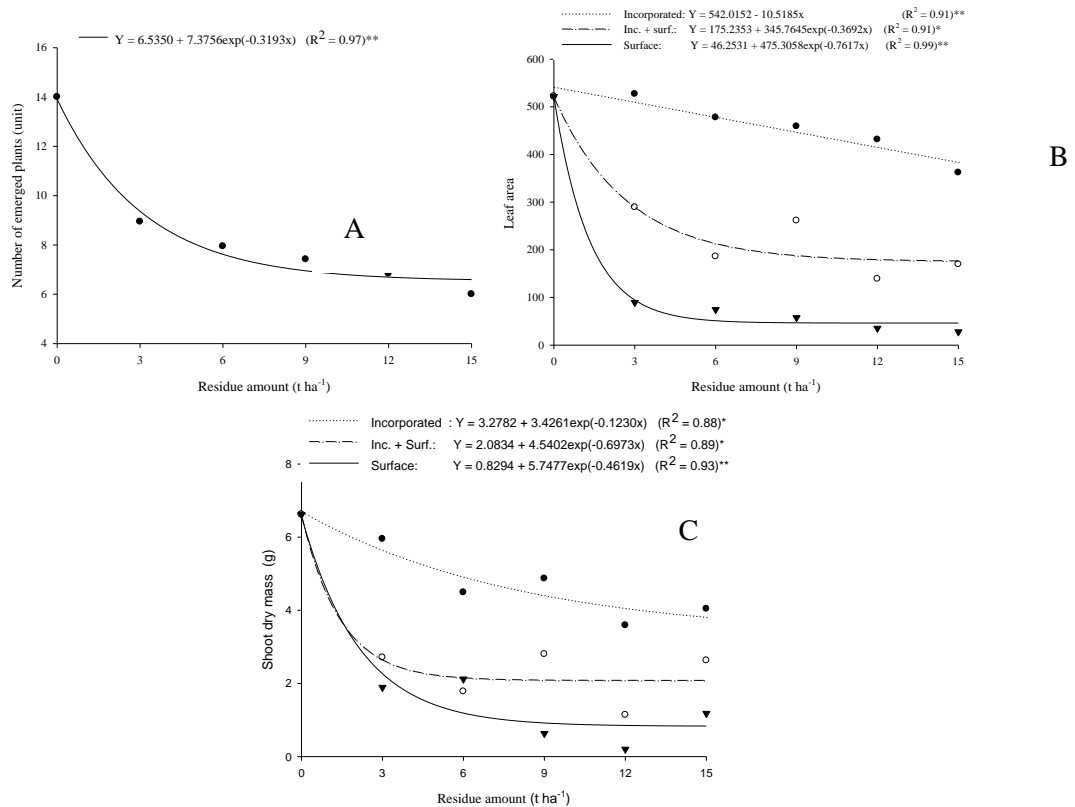 Y = 6.5350 + 7.3756exp(-0.3193x) (R² = 0.97)**
16
14
12
10
8
6
4
Number of emerged plants (unit)
A
0 3 6 9 12 15
Residue amount (t ha⁻¹)
Incorporated: Y = 542.0152 - 10.5185x (R² = 0.91)**
Inc. + surf.: Y = 175.2353 + 345.7645exp(-0.3692x) (R² = 0.91)*
Surface: Y = 46.2531 + 475.3058exp(-0.7617x) (R² = 0.99)**
600
500
400
300
200
100
0
Leaf area
B
0 3 6 9 12 15
Residue amount (t ha⁻¹)
Incorporated : Y = 3.2782 + 3.4261exp(-0.1230x) (R² = 0.88)*
Inc. + Surf.: Y = 2.0834 + 4.5402exp(-0.6973x) (R² = 0.89)*
Surface: Y = 0.8294 + 5.7477exp(-0.4619x) (R² = 0.93)**
8
6
4
2
0
Shoot dry mass (g)
C
0 3 6 9 12 15
Residue amount (t ha⁻¹)